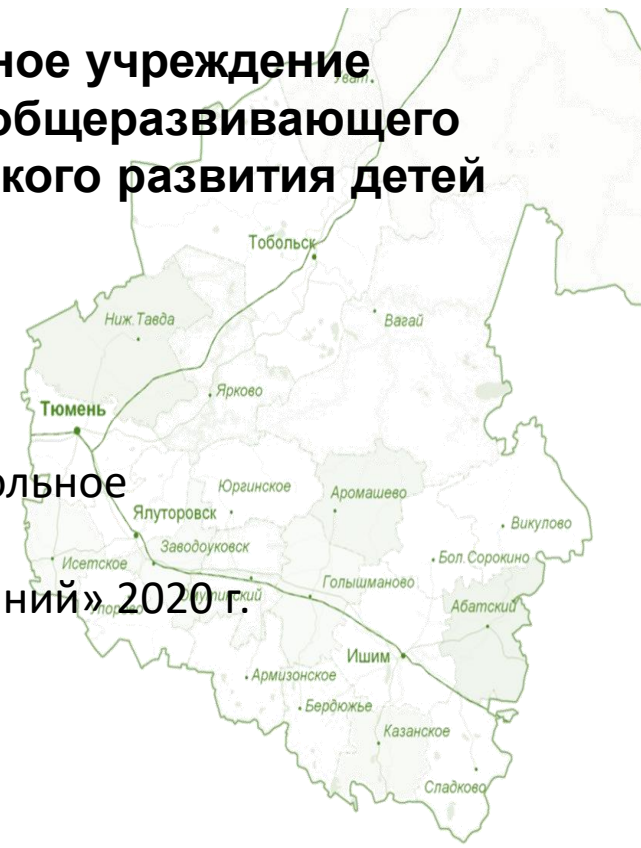 ное учреждение
Уват
общеразвивающего
кого развития детей
Тобольск
Ниж.Тавда
Вагай
Ярково
Тюмень
ольное
Юргинское
Аромашево
Ялуторовск
Викулово
Заводоуковск
Бол.Сорокино
Исетское
Голышманово
ний» 2020 г.
Абатский
Ишим
Армизонское
Бердюжье
Казанское
Сладково